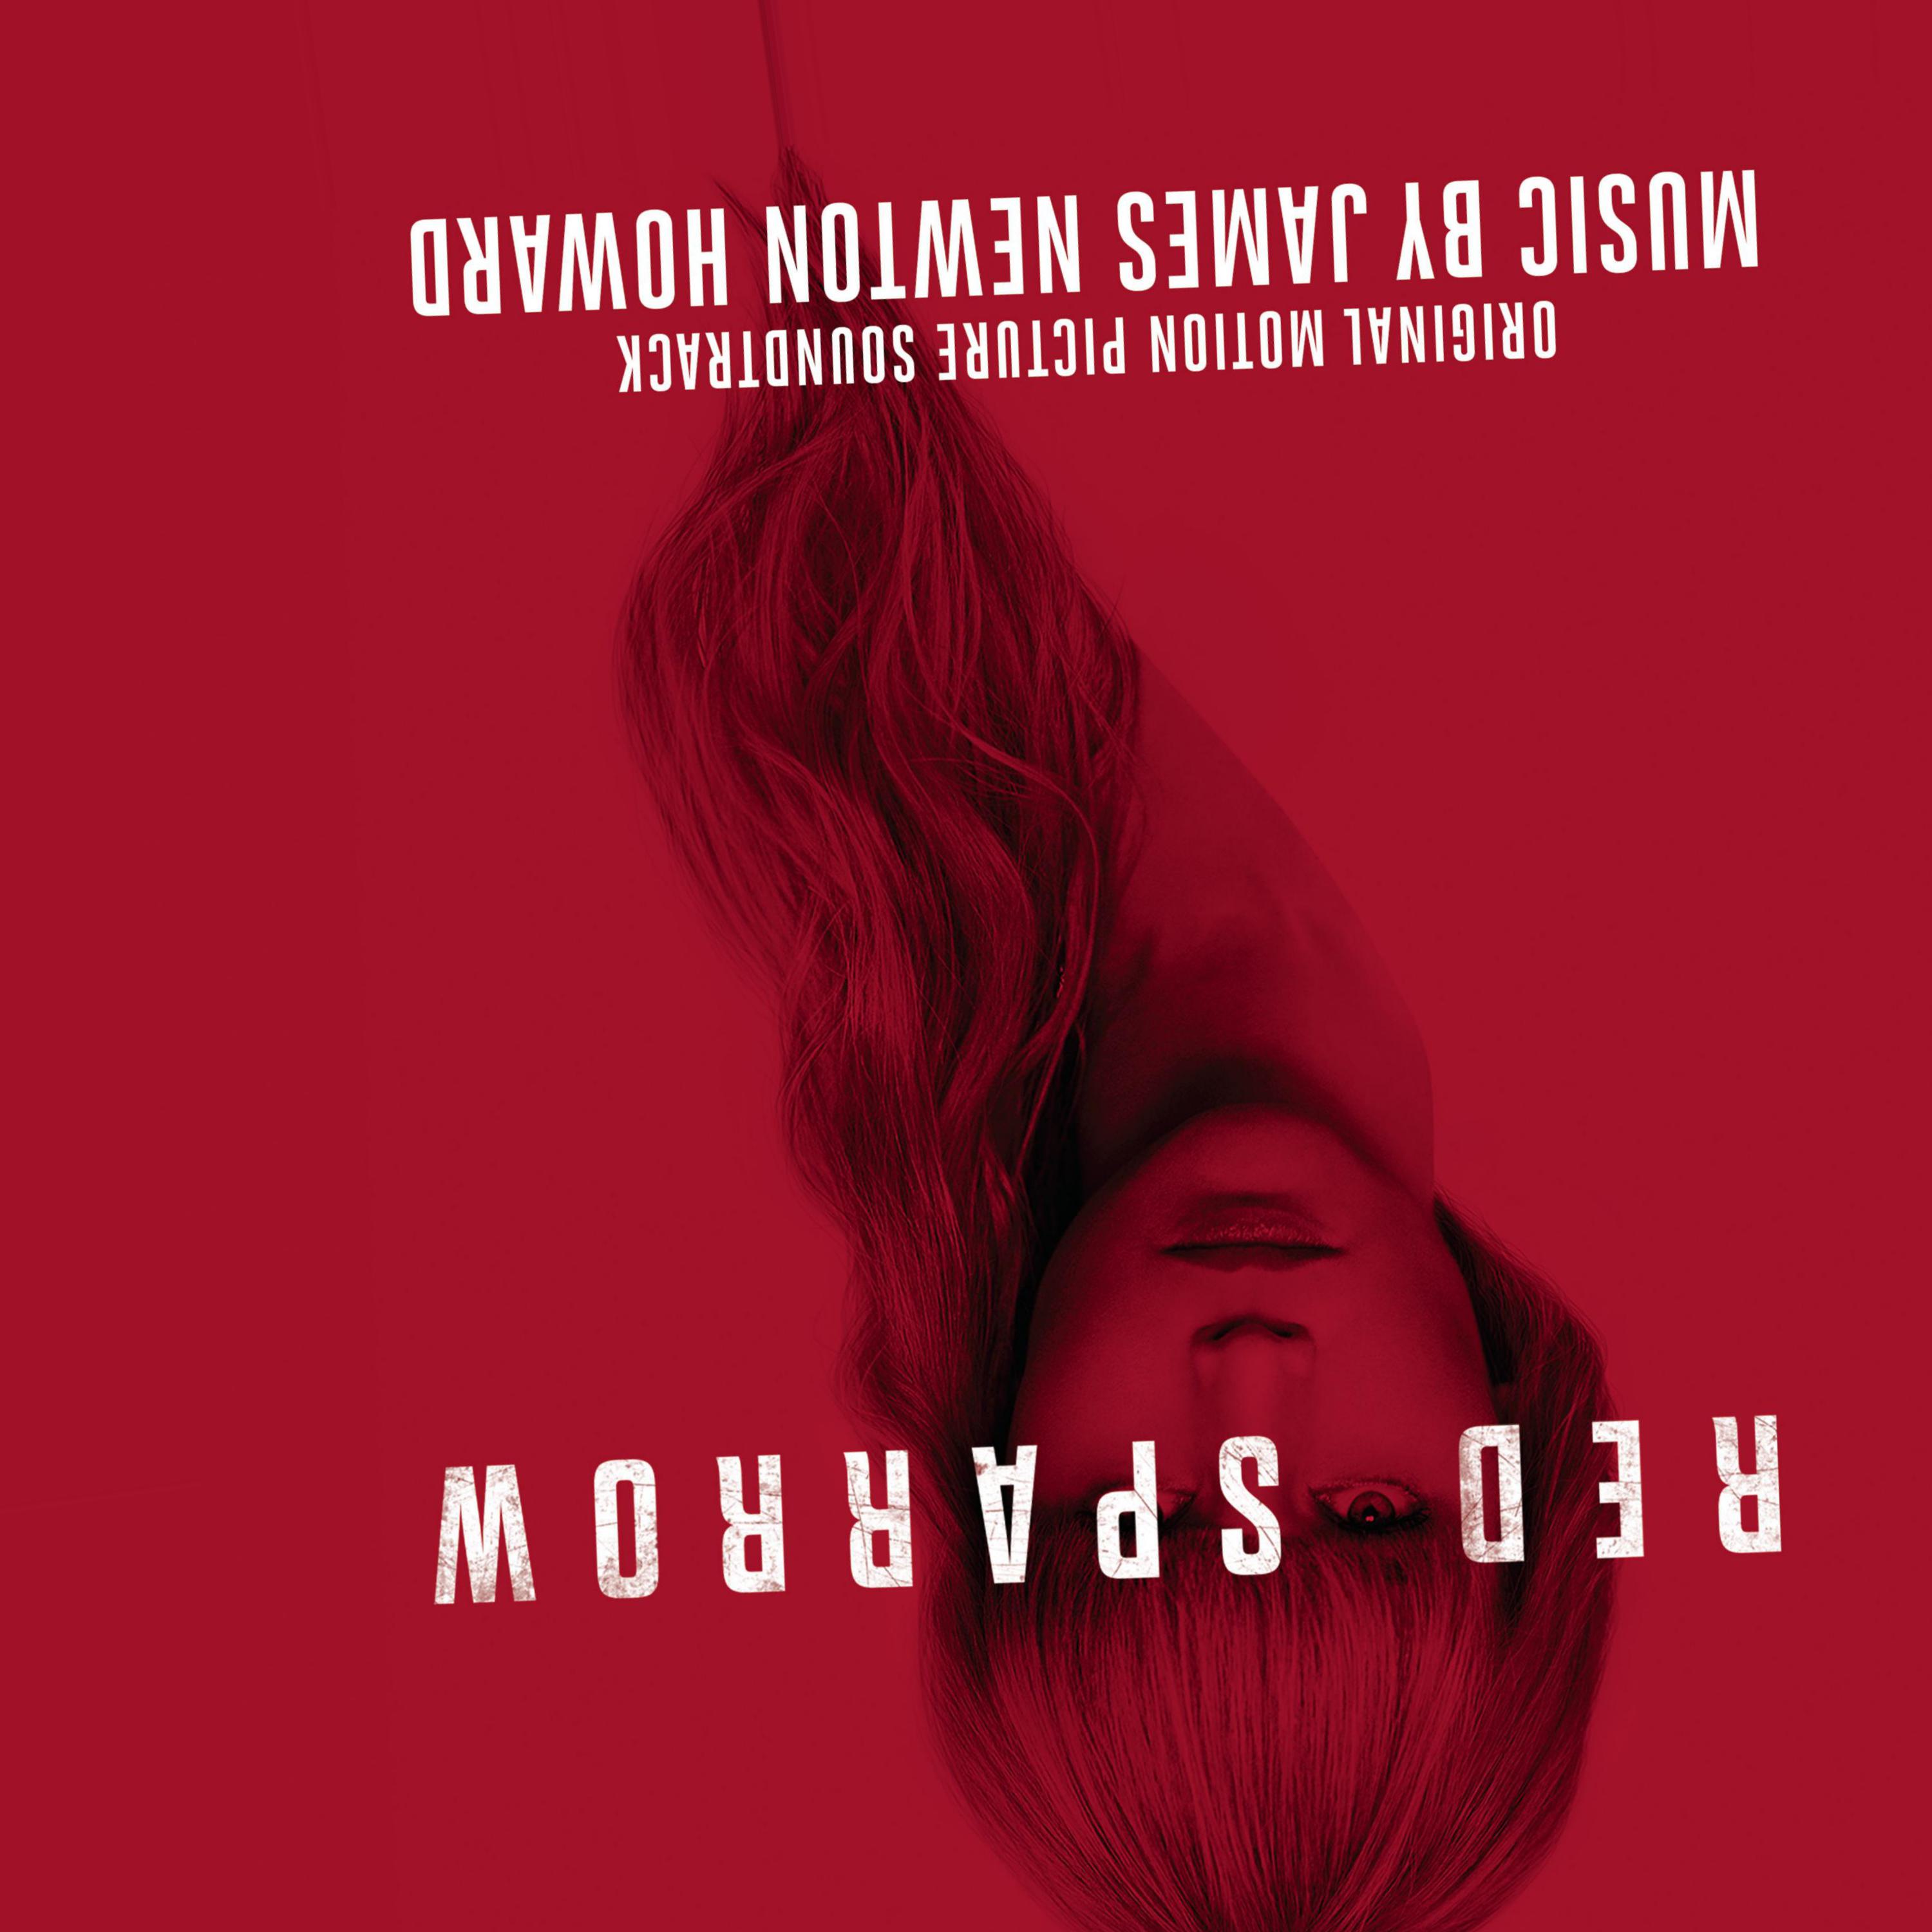 RED SPARROW
ORIGINAL MOTION PICTURE SOUNDTRACK
MUSIC BY JAMES NEWTON HOWARD